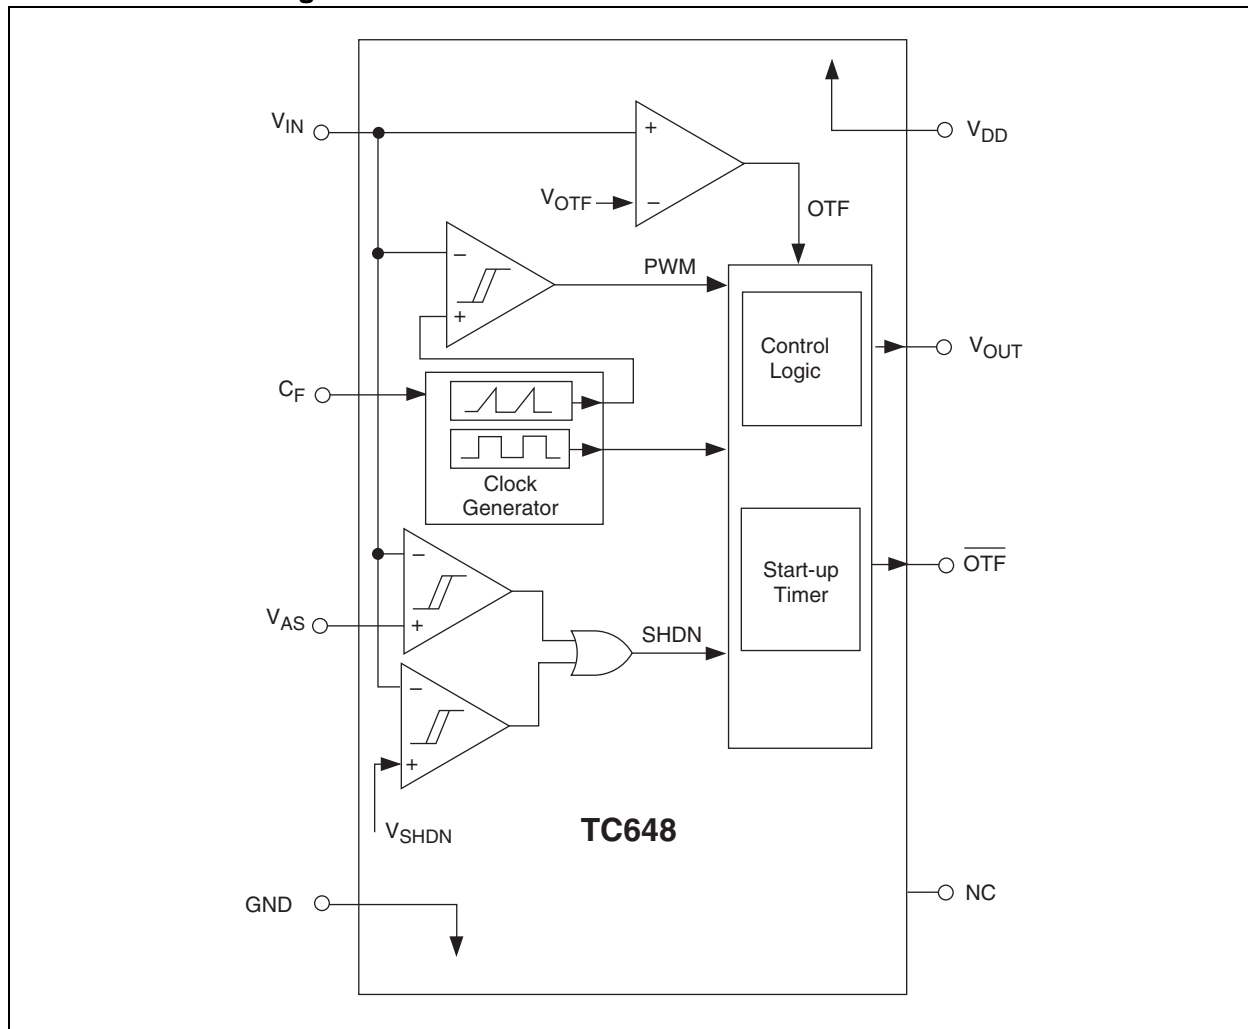 V_IN
V_DD
+
V_OTF
−
OTF
−
PWM
+
Control
Logic
V_OUT
C_F
Clock
Generator
−
Start-up
Timer
OTF
V_AS
+
SHDN
−
+
V_SHDN
TC648
GND
NC